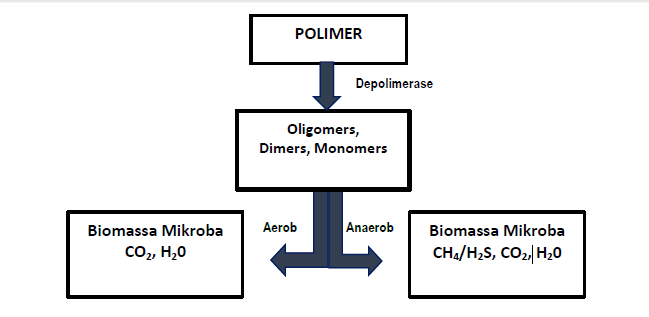 POLIMER
Depolimerase
Oligomers,
Dimers, Monomers
Aerob
Anaerob
Biomassa Mikroba
CO₂, H₂0
Biomassa Mikroba
CH₄/H₂S, CO₂, H₂0